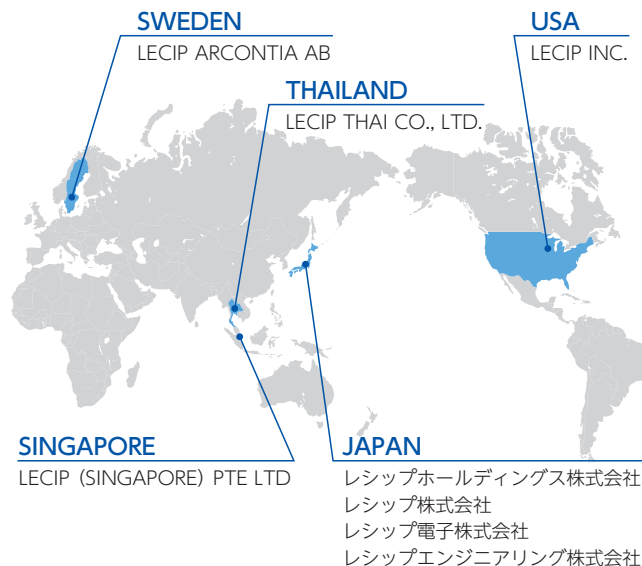 SWEDEN
LECIP ARCONTIA AB
USA
LECIP INC.
THAILAND
LECIP THAI CO., LTD.
SINGAPORE
LECIP (SINGAPORE) PTE LTD
JAPAN
レシップホールディングス株式会社
レシップ株式会社
レシップ電子株式会社
レシップエンジニアリング株式会社